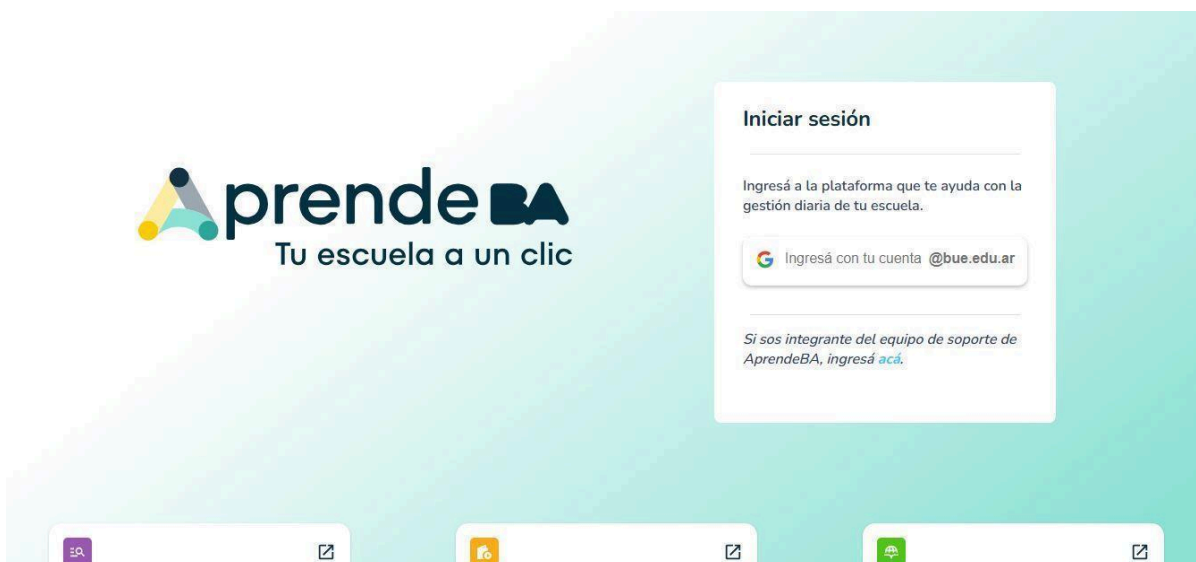 AprendeBA
Tu escuela a un clic
Iniciar sesión
Ingresá a la plataforma que te ayuda con la
gestión diaria de tu escuela.
Ingresá con tu cuenta @bue.edu.ar
Si sos integrante del equipo de soporte de
AprendeBA, ingresá acá.